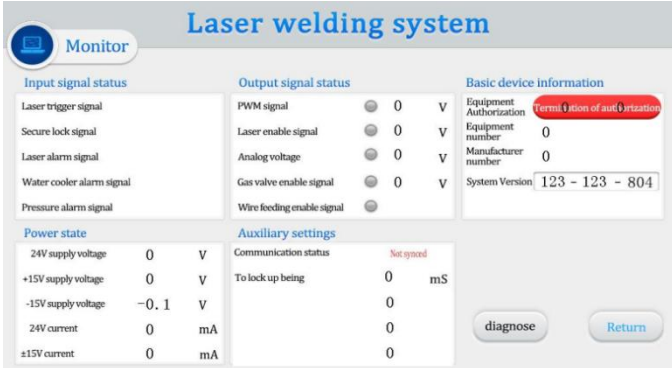 Laser welding system
Monitor
Input signal status
Laser trigger signal
Secure lock signal
Laser alarm signal
Water cooler alarm signal
Pressure alarm signal
Output signal status
PWM signal 0 V
Laser enable signal 0 V
Analog voltage 0 V
Gas valve enable signal 0 V
Wire feeding enable signal
Basic device information
Equipment Authorization
Termination of authorization
0 0
Equipment number 0
Manufacturer number 0
System Version 123 - 123 - 804
Power state
24V supply voltage 0 V
+15V supply voltage 0 V
-15V supply voltage -0.1 V
24V current 0 mA
±15V current 0 mA
Auxiliary settings
Communication status Not synced
To lock up being 0 mS
0
0
0
diagnose
Return